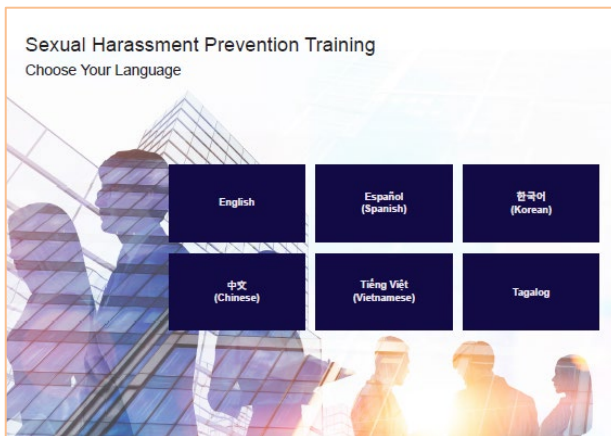 Sexual Harassment Prevention Training
Choose Your Language
English
Español
(Spanish)
한국어
(Korean)
中文
(Chinese)
Tiếng Việt
(Vietnamese)
Tagalog